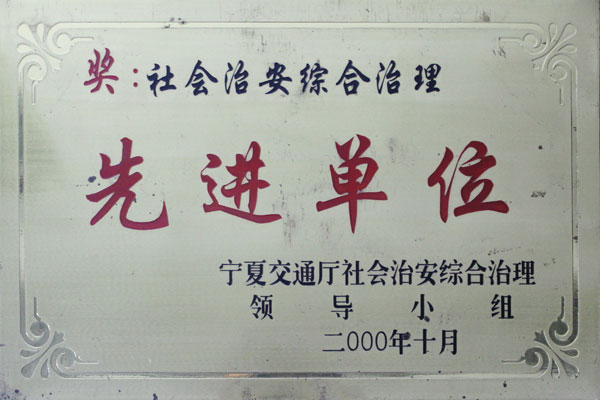 奖:社会治安综合治理
先进单位
宁夏交通厅社会治安综合治理
领导小组
二000年十月